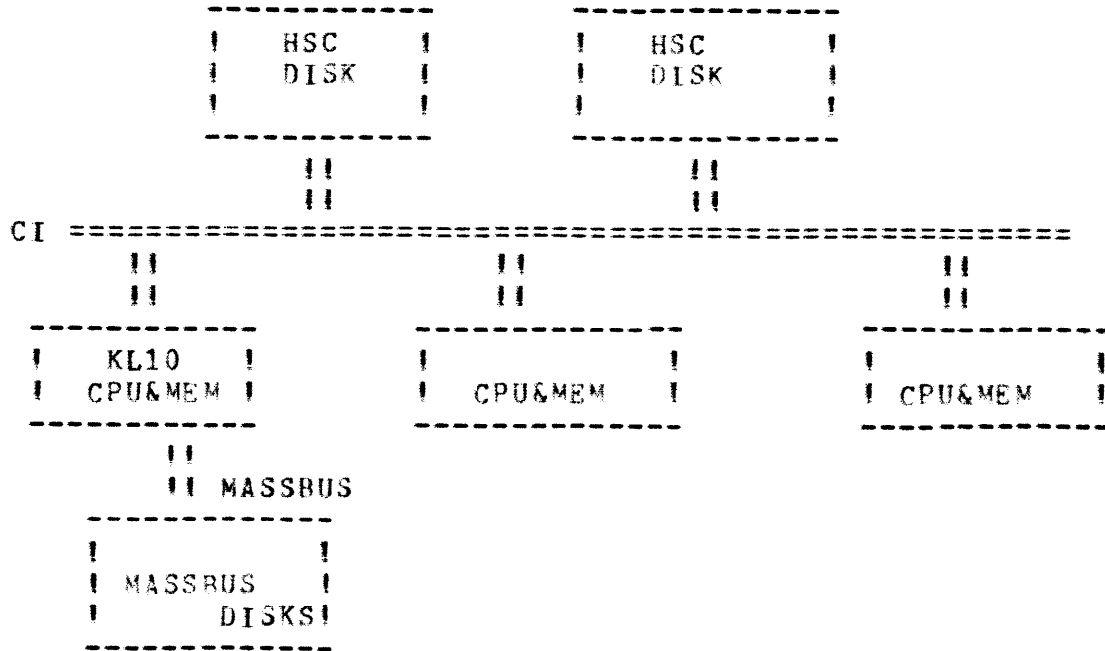 HSC HSC
DISK DISK
CI
KL10
CPU&MEM CPU&MEM CPU&MEM
MASSBUS
MASSBUS
DISKS